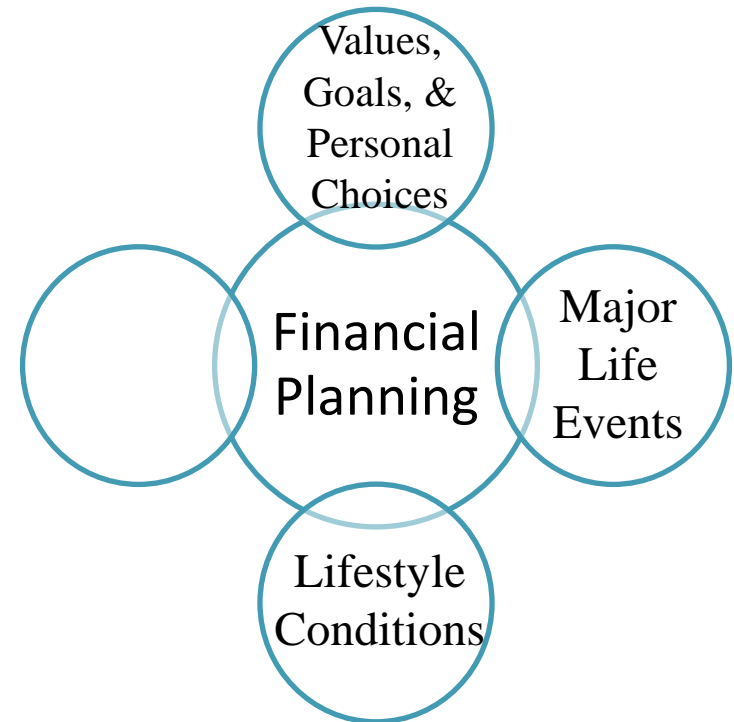 Values,
Goals, &
Personal
Choices
Financial
Planning
Major
Life
Events
Lifestyle
Conditions